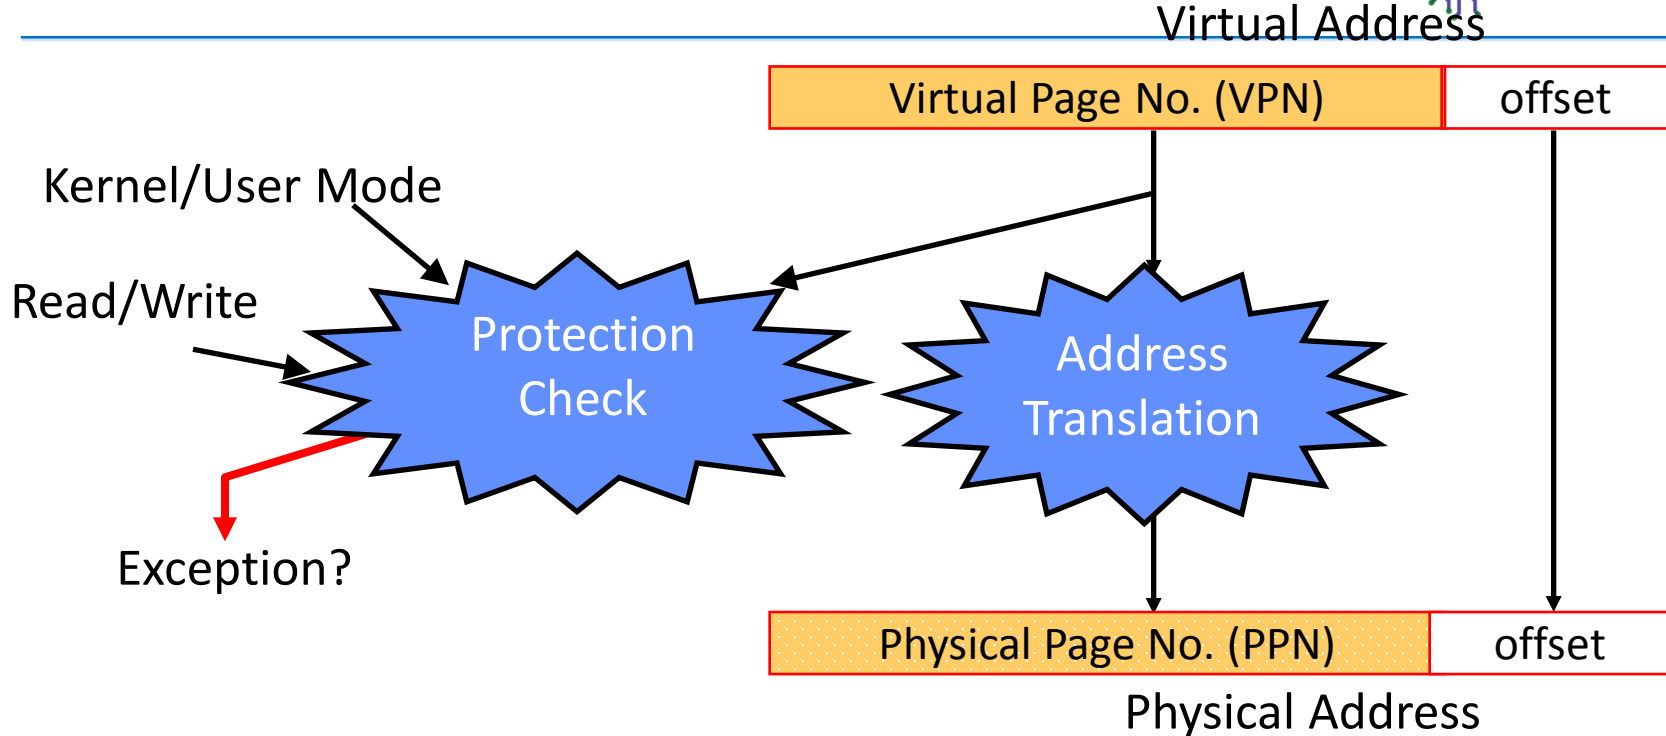 Virtual Address
Virtual Page No. (VPN)
offset
Kernel/User Mode
Read/Write
Protection
Check
Address
Translation
Exception?
Physical Page No. (PPN)
offset
Physical Address